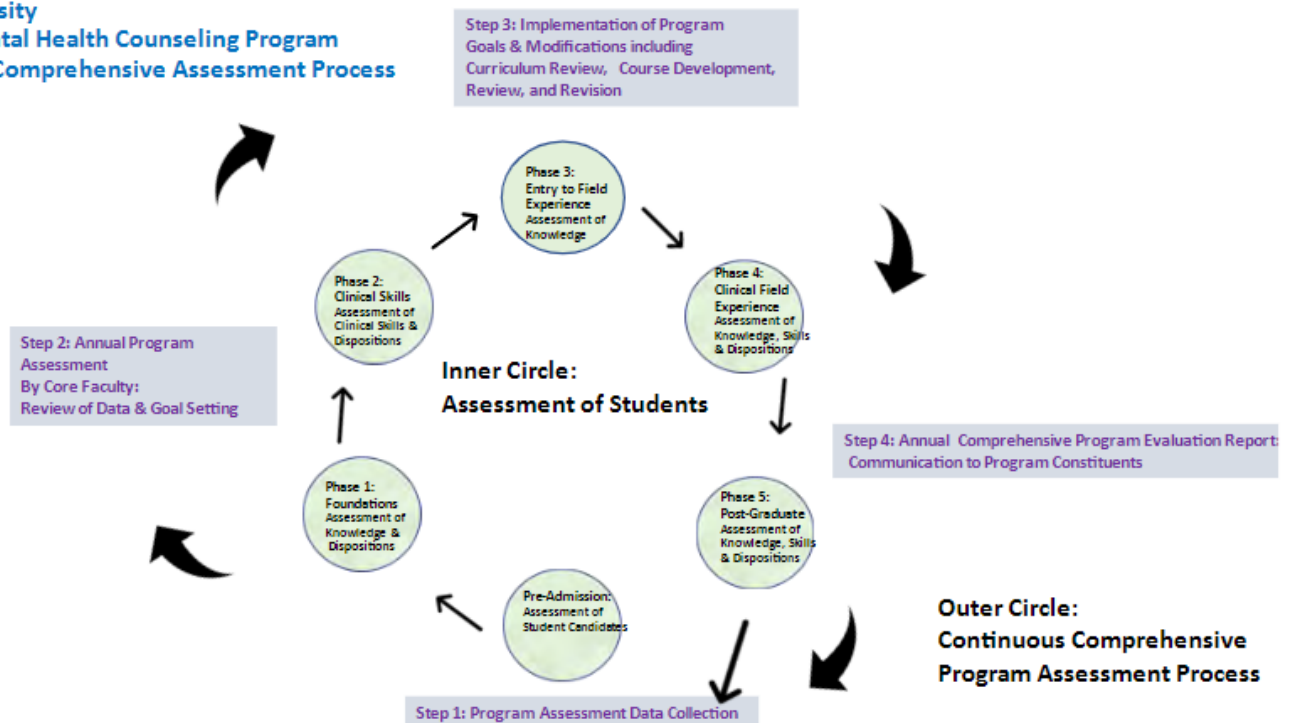 sity
tal Health Counseling Program
Comprehensive Assessment Process
Step 3: Implementation of Program
Goals & Modifications including
Curriculum Review, Course Development,
Review, and Revision
Phase 3:
Entry to Field
Experience
Assessment of
Knowledge
Phase 2:
Clinical Skills
Assessment of
Clinical Skills &
Dispositions
Phase 4:
Clinical Field
Experience
Assessment of
Knowledge, Skills
& Dispositions
Step 2: Annual Program
Assessment
By Core Faculty:
Review of Data & Goal Setting
Inner Circle:
Assessment of Students
Step 4: Annual Comprehensive Program Evaluation Report:
Communication to Program Constituents
Phase 1:
Foundations
Assessment of
Knowledge &
Dispositions
Phase 5:
Post-Graduate
Assessment of
Knowledge, Skills
& Dispositions
Pre-Admission:
Assessment of
Student Candidates
Outer Circle:
Continuous Comprehensive
Program Assessment Process
Step 1: Program Assessment Data Collection